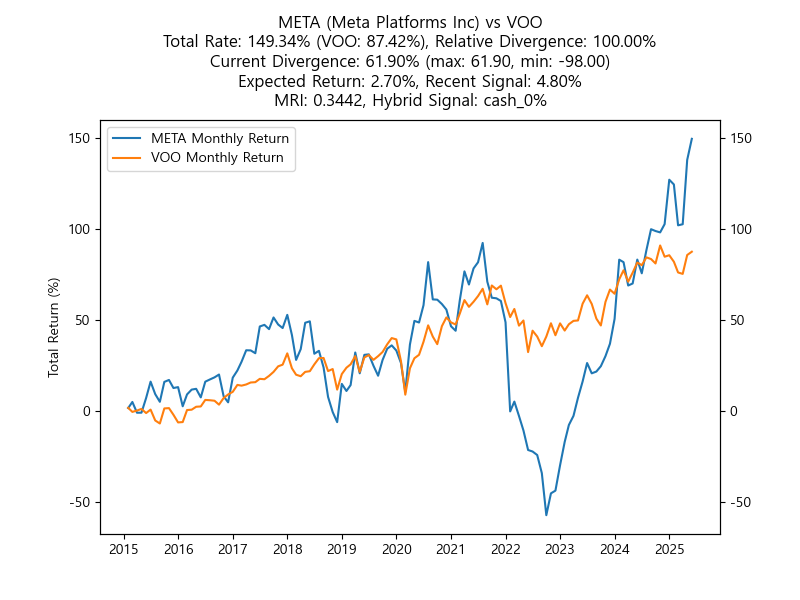 META (Meta Platforms Inc) vs VOO
Total Rate: 149.34% (VOO: 87.42%), Relative Divergence: 100.00%
Current Divergence: 61.90% (max: 61.90, min: -98.00)
Expected Return: 2.70%, Recent Signal: 4.80%
MRI: 0.3442, Hybrid Signal: cash_0%
META Monthly Return
VOO Monthly Return
Total Return (%)
150
100
50
0
-50
150
100
50
0
-50
2015 2016 2017 2018 2019 2020 2021 2022 2023 2024 2025